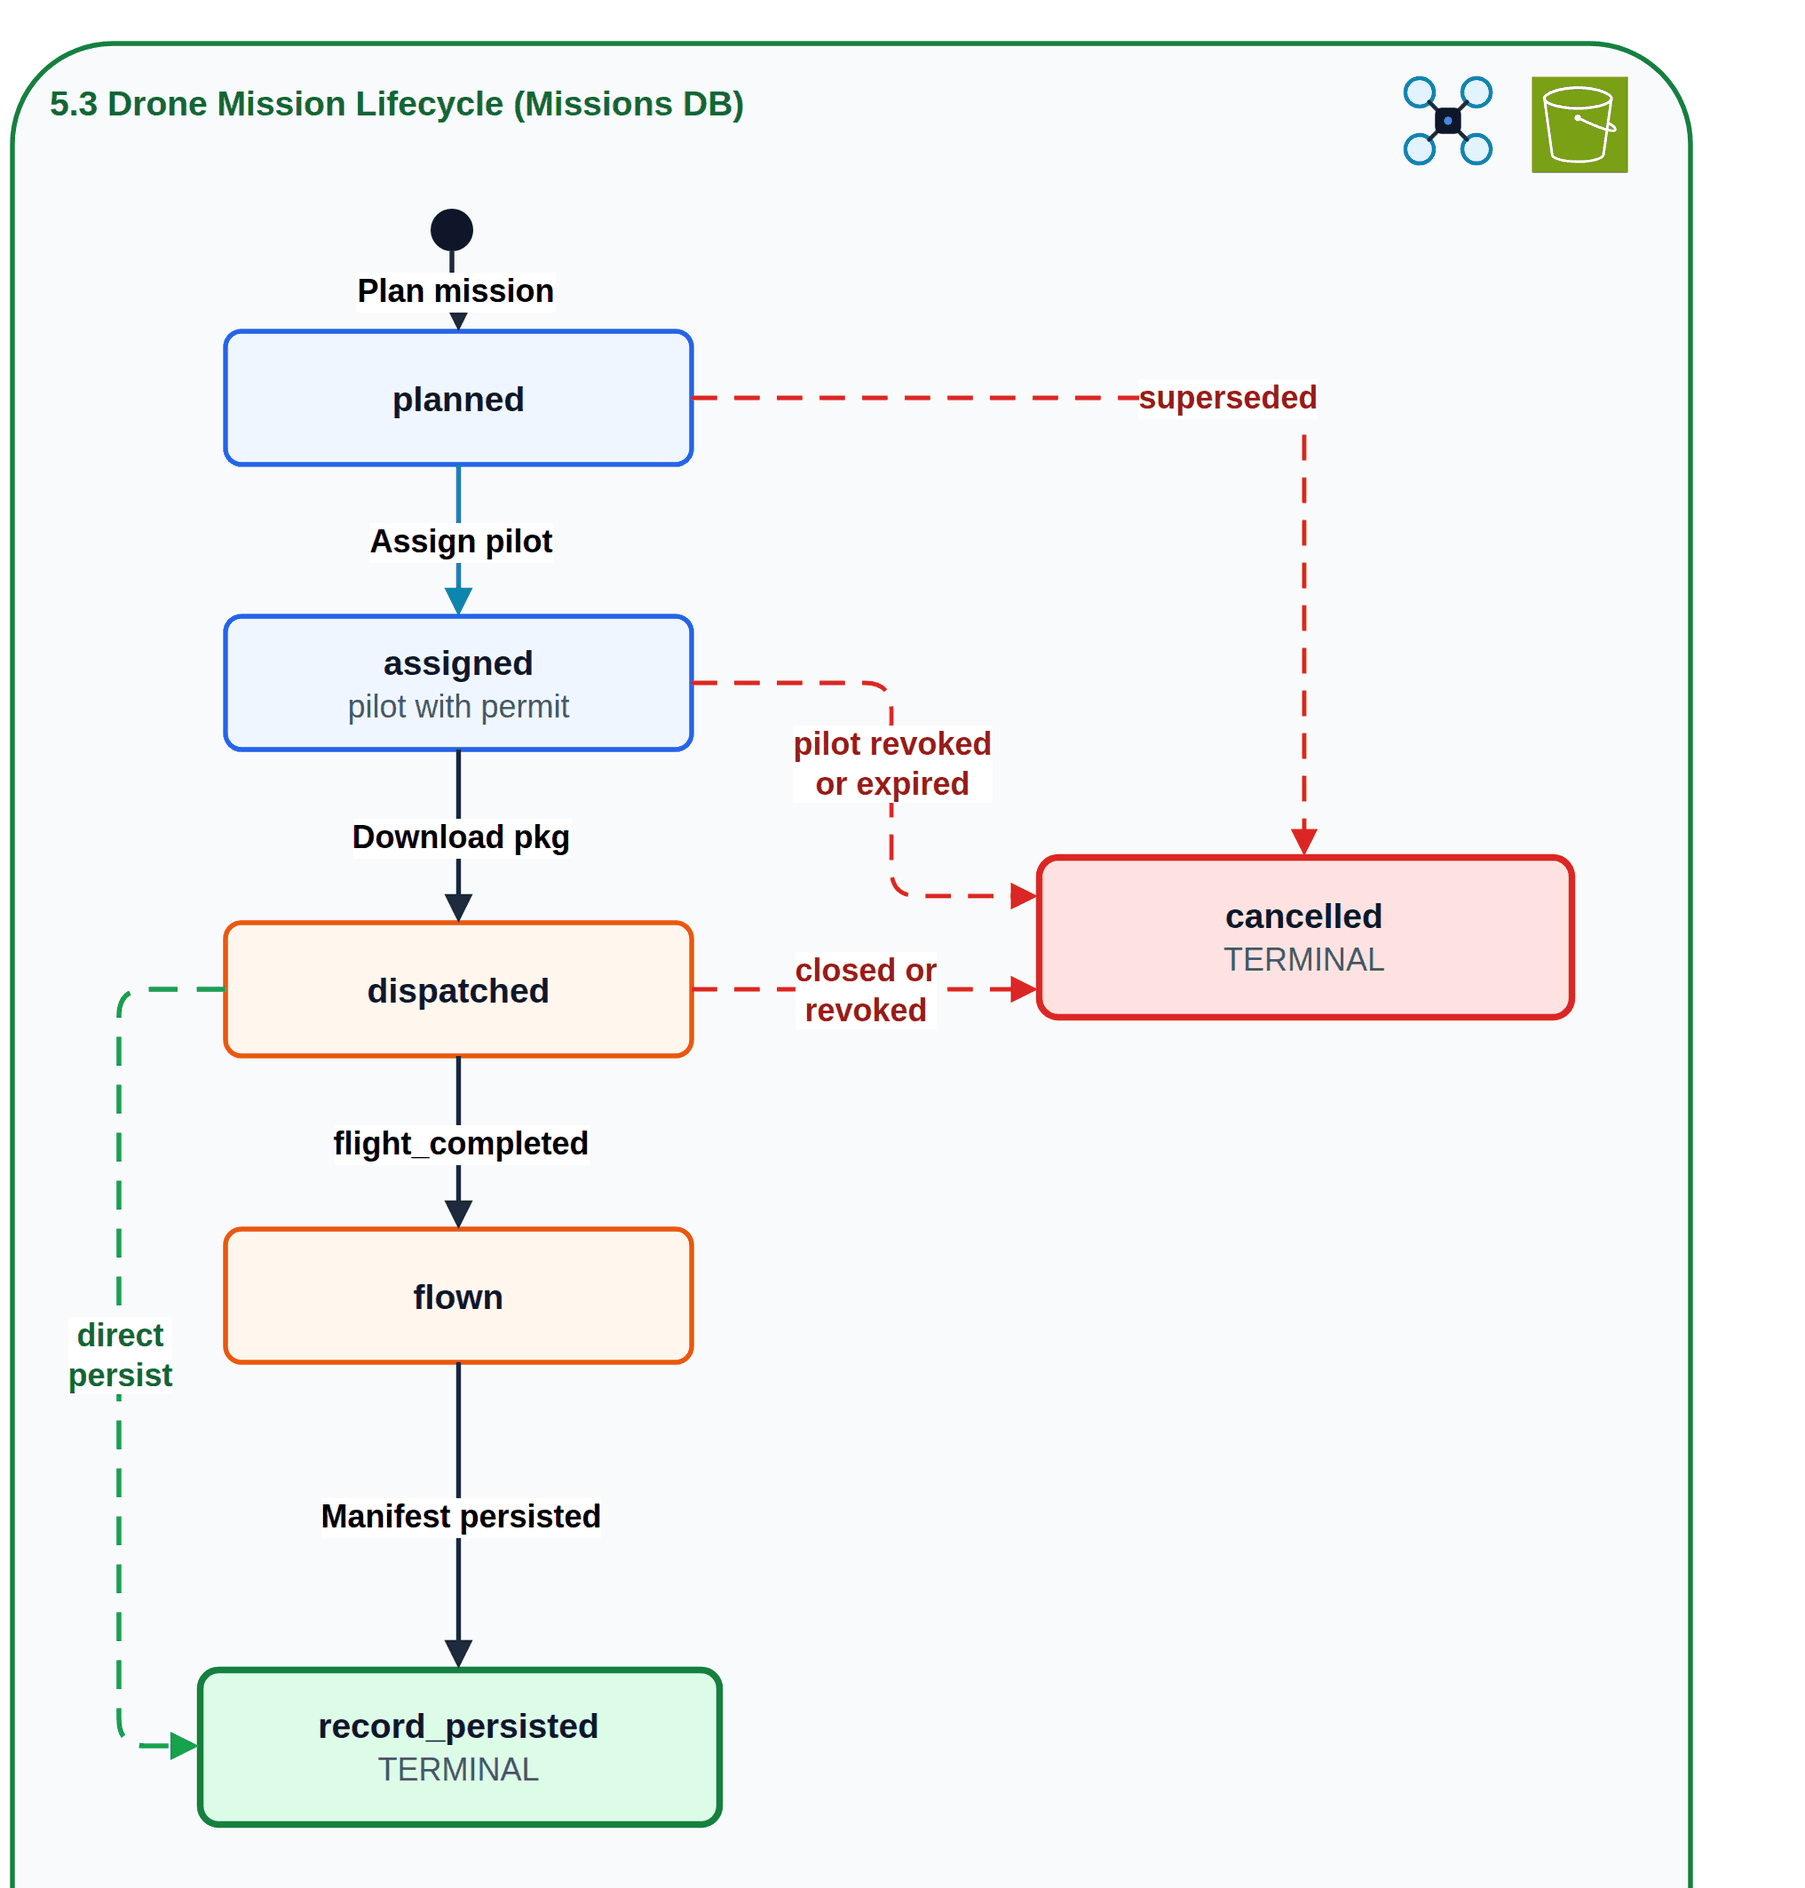 5.3 Drone Mission Lifecycle (Missions DB)
Plan mission
planned
superseded
Assign pilot
assigned
pilot with permit
pilot revoked
or expired
Download pkg
cancelled
TERMINAL
dispatched
closed or
revoked
flight_completed
flown
direct
persist
Manifest persisted
record_persisted
TERMINAL